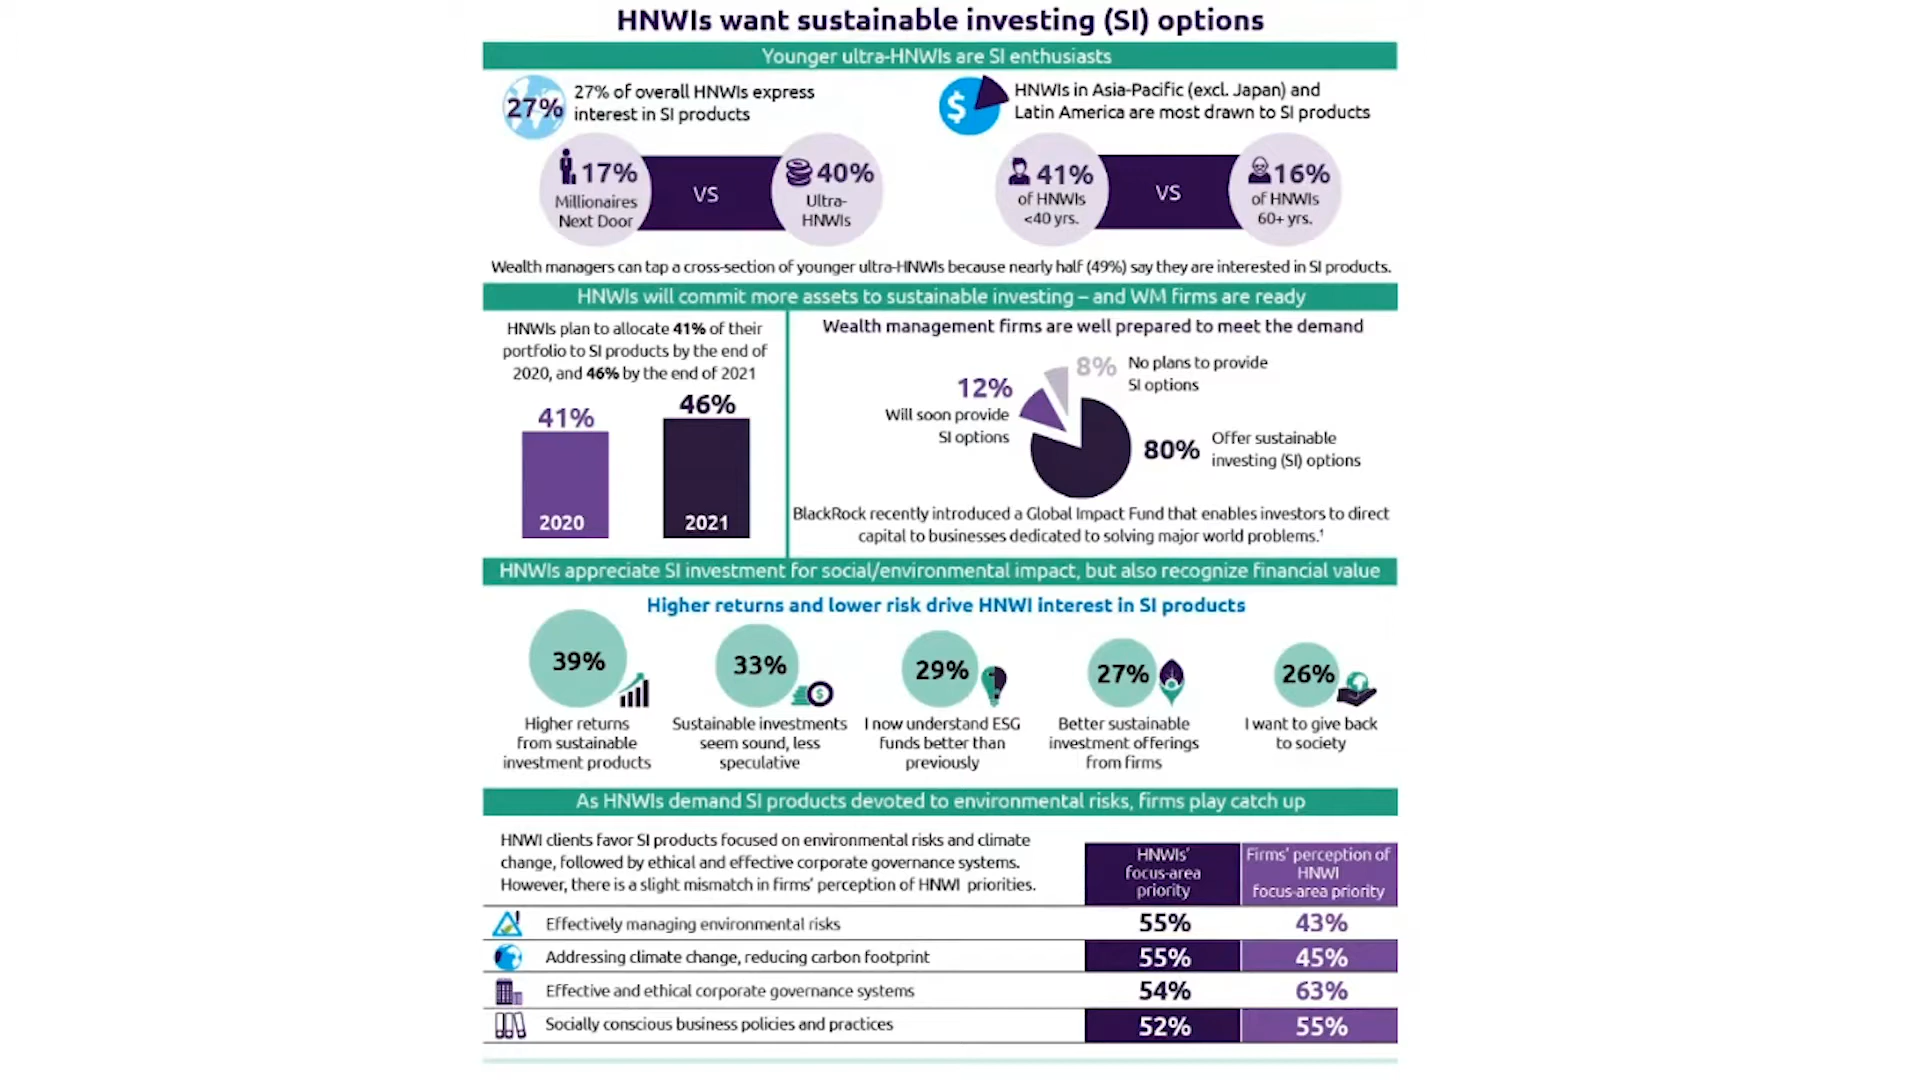 HNWIs want sustainable investing (SI) options
Younger ultra-HNWIs are SI enthusiasts
27%
27% of overall HNWIs express
interest in SI products
$
HNWIs in Asia-Pacific (excl. Japan) and
Latin America are most drawn to SI products
17%
Millionaires
Next Door
VS
40%
Ultra-
HNWIs
41%
of HNWIs
<40 yrs.
VS
16%
of HNWIs
60+ yrs.
Wealth managers can tap a cross-section of younger ultra-HNWIs because nearly half (49%) say they are interested in SI products.
HNWIs will commit more assets to sustainable investing – and WM firms are ready
HNWIs plan to allocate 41% of their
portfolio to SI products by the end of
2020, and 46% by the end of 2021
41%
2020
46%
2021
Wealth management firms are well prepared to meet the demand
8%
No plans to provide
SI options
12%
Will soon provide
SI options
80%
Offer sustainable
investing (SI) options
BlackRock recently introduced a Global Impact Fund that enables investors to direct
capital to businesses dedicated to solving major world problems.¹
HNWIs appreciate SI investment for social/environmental impact, but also recognize financial value
Higher returns and lower risk drive HNWI interest in SI products
39%
Higher returns
from sustainable
investment products
33%
$
Sustainable investments
seem sound, less
speculative
29%
I now understand ESG
funds better than
previously
27%
Better sustainable
investment offerings
from firms
26%
I want to give back
to society
As HNWIs demand SI products devoted to environmental risks, firms play catch up
HNWI clients favor SI products focused on environmental risks and climate
change, followed by ethical and effective corporate governance systems.
However, there is a slight mismatch in firms' perception of HNWI priorities.
HNWIs'
focus-area
priority
Firms' perception of
HNWI
focus-area priority
Effectively managing environmental risks 55% 43%
Addressing climate change, reducing carbon footprint 55% 45%
Effective and ethical corporate governance systems 54% 63%
Socially conscious business policies and practices 52% 55%